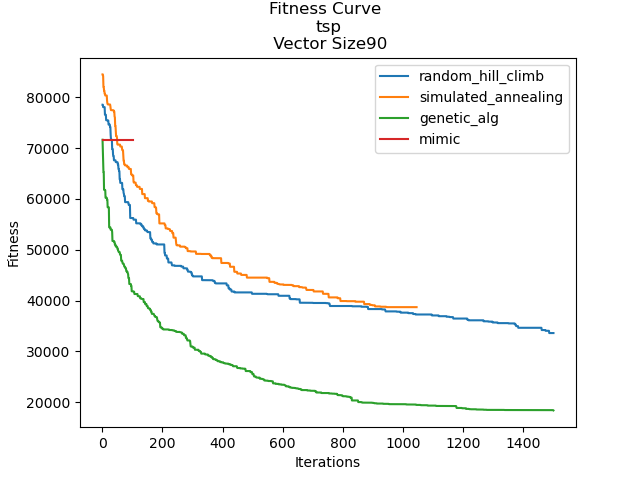 Fitness Curve
tsp
Vector Size90
Fitness
80000
70000
60000
50000
40000
30000
20000
random_hill_climb
simulated_annealing
genetic_alg
mimic
0 200 400 600 800 1000 1200 1400
Iterations